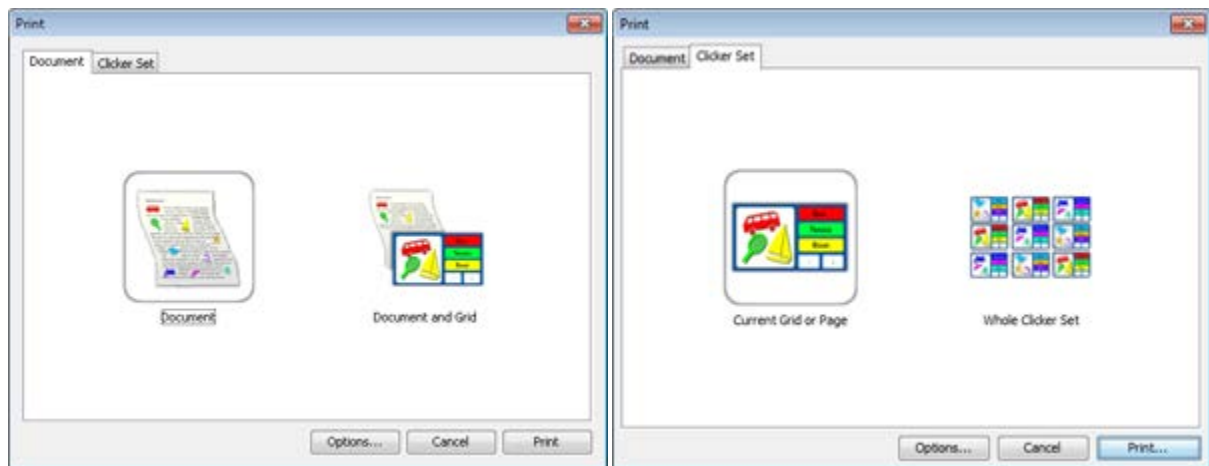 Print
Document Clicker Set
Document
Document and Grid
Options... Cancel Print
Print
Document Clicker Set
Current Grid or Page
Whole Clicker Set
Options... Cancel Print...